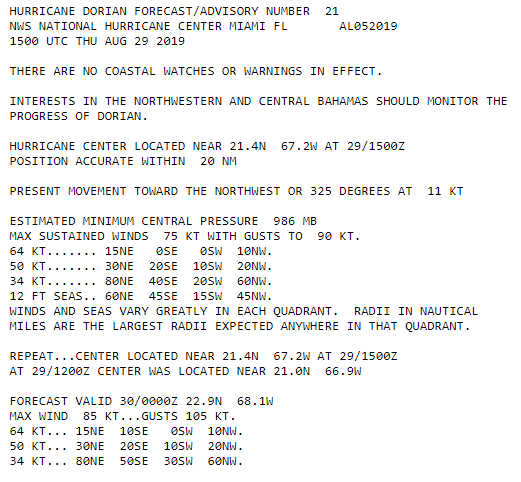 HURRICANE DORIAN FORECAST/ADVISORY NUMBER  21
NWS NATIONAL HURRICANE CENTER MIAMI FL       AL052019
1500 UTC THU AUG 29 2019
THERE ARE NO COASTAL WATCHES OR WARNINGS IN EFFECT.
INTERESTS IN THE NORTHWESTERN AND CENTRAL BAHAMAS SHOULD MONITOR THE
PROGRESS OF DORIAN.
HURRICANE CENTER LOCATED NEAR 21.4N  67.2W AT 29/1500Z
POSITION ACCURATE WITHIN  20 NM
PRESENT MOVEMENT TOWARD THE NORTHWEST OR 325 DEGREES AT  11 KT
ESTIMATED MINIMUM CENTRAL PRESSURE  986 MB
MAX SUSTAINED WINDS  75 KT WITH GUSTS TO  90 KT.
64 KT....... 15NE   0SE   0SW  10NW.
50 KT....... 30NE  20SE  10SW  20NW.
34 KT....... 80NE  40SE  20SW  60NW.
12 FT SEAS.. 60NE  45SE  15SW  45NW.
WINDS AND SEAS VARY GREATLY IN EACH QUADRANT.  RADII IN NAUTICAL
MILES ARE THE LARGEST RADII EXPECTED ANYWHERE IN THAT QUADRANT.
REPEAT...CENTER LOCATED NEAR 21.4N  67.2W AT 29/1500Z
AT 29/1200Z CENTER WAS LOCATED NEAR 21.0N  66.9W
FORECAST VALID 30/0000Z 22.9N  68.1W
MAX WIND  85 KT...GUSTS 105 KT.
64 KT... 15NE  10SE   0SW  10NW.
50 KT... 30NE  20SE  10SW  20NW.
34 KT... 80NE  50SE  30SW  60NW.